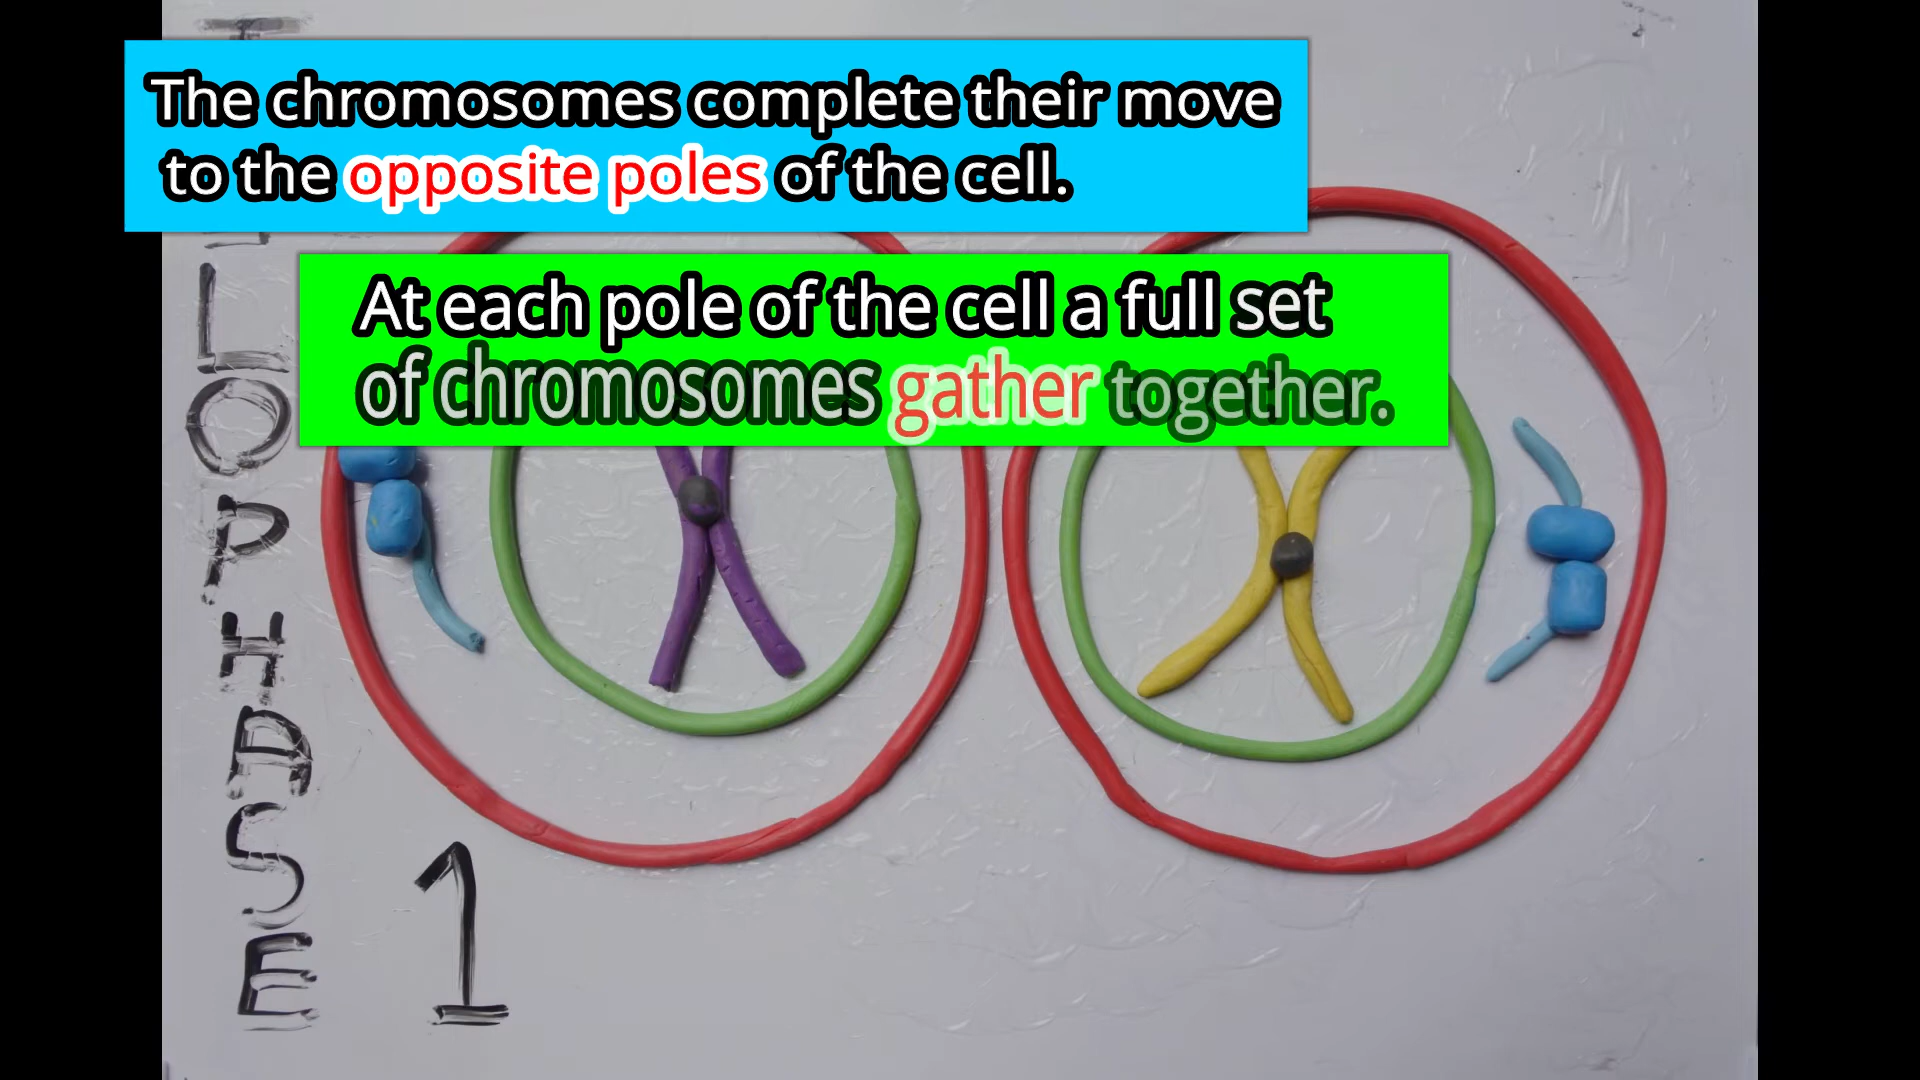 The chromosomes complete their move
to the opposite poles of the cell.
At each pole of the cell a full set
of chromosomes gather together.
TELOPHASE
1